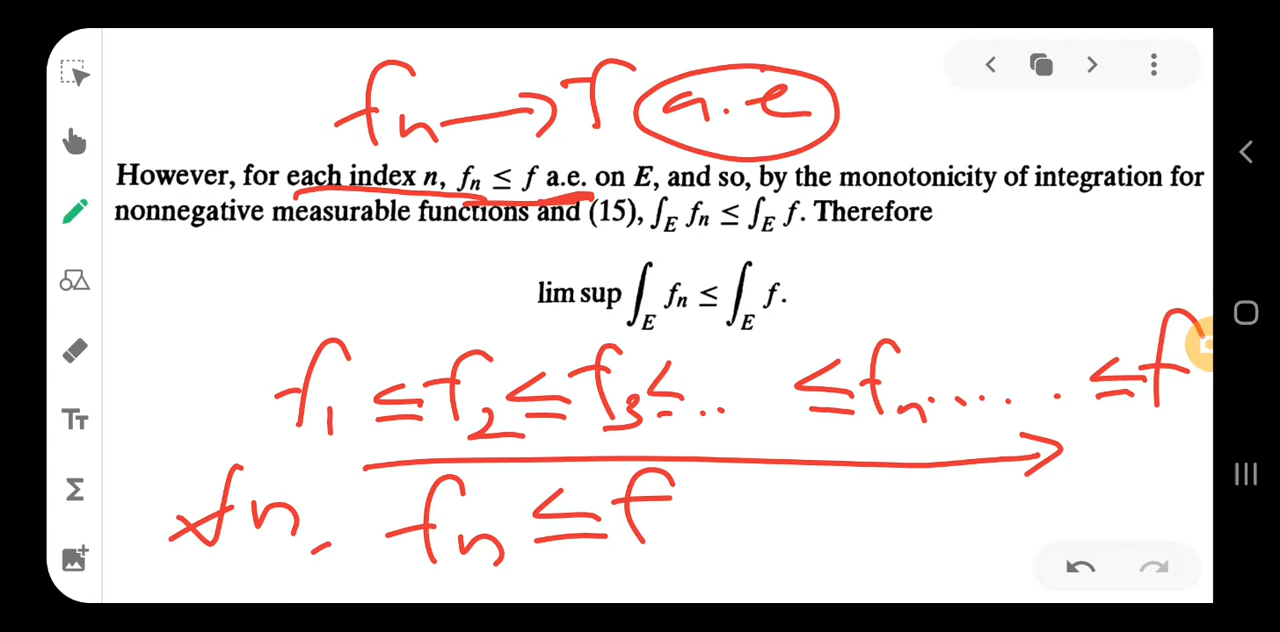 fn → f a.e
However, for each index n, fn ≤ f a.e. on E, and so, by the monotonicity of integration for
nonnegative measurable functions and (15), ∫E fn ≤ ∫E f. Therefore
lim sup ∫E fn ≤ ∫E f.
f1 ≤ f2 ≤ f3 ≤ .. ≤ fn ..... ≤ f
∀n, fn ≤ f